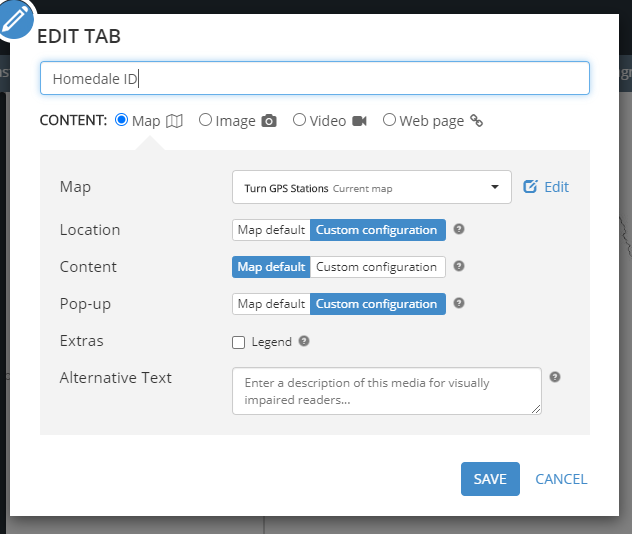 EDIT TAB
Homedale ID
CONTENT: Map Image Video Web page
Map Turn GPS Stations Current map Edit
Location Map default Custom configuration
Content Map default Custom configuration
Pop-up Map default Custom configuration
Extras Legend
Alternative Text Enter a description of this media for visually
impaired readers...
SAVE CANCEL